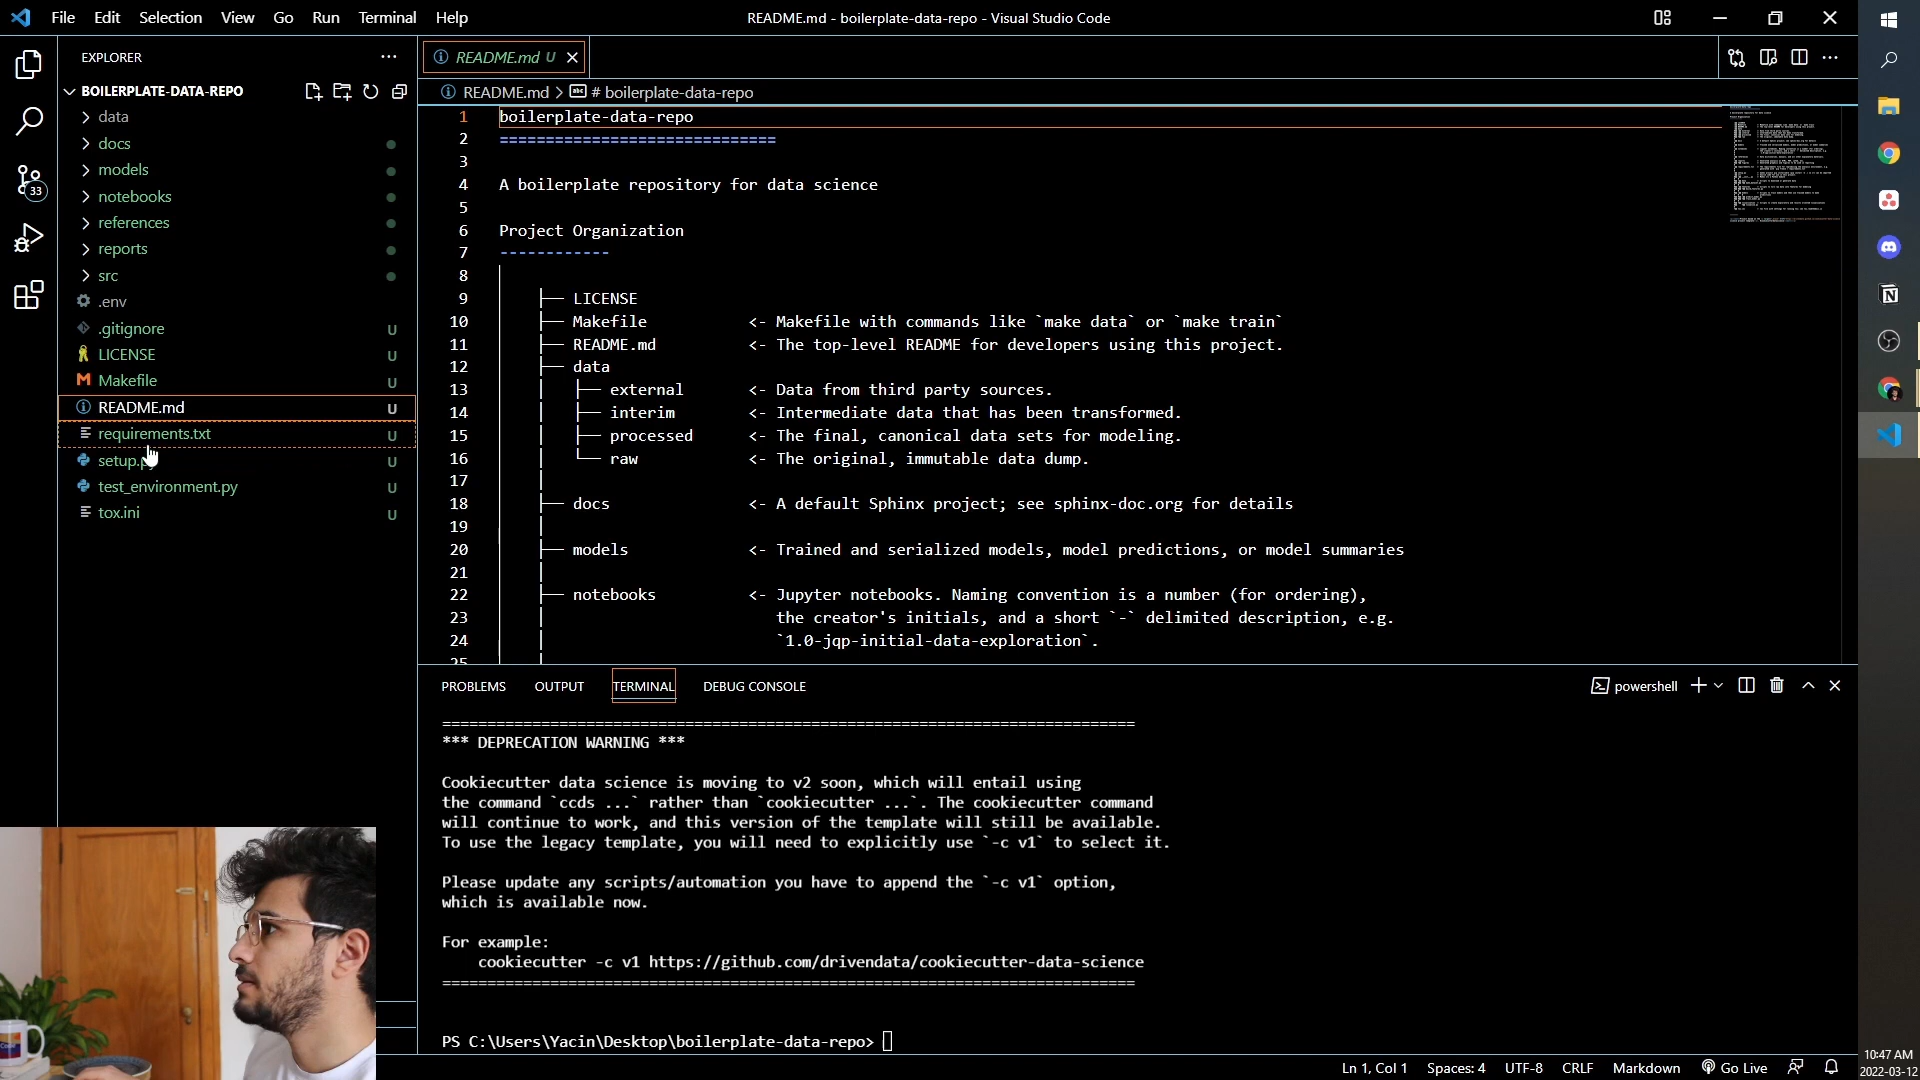 File Edit Selection View Go Run Terminal Help
README.md - boilerplate-data-repo - Visual Studio Code
EXPLORER
BOILERPLATE-DATA-REPO
data
docs
models
notebooks
references
reports
src
.env
.gitignore U
LICENSE U
Makefile U
README.md U
requirements.txt U
setup.py U
test_environment.py U
tox.ini U
33
README.md U
README.md > # boilerplate-data-repo
1 boilerplate-data-repo
2 ===========================
3
4 A boilerplate repository for data science
5
6 Project Organization
7 ------------
8
9 ├── LICENSE
10 ├── Makefile <- Makefile with commands like `make data` or `make train`
11 ├── README.md <- The top-level README for developers using this project.
12 ├── data
13 │   ├── external <- Data from third party sources.
14 │   ├── interim <- Intermediate data that has been transformed.
15 │   ├── processed <- The final, canonical data sets for modeling.
16 │   └── raw <- The original, immutable data dump.
17 │
18 ├── docs <- A default Sphinx project; see sphinx-doc.org for details
19 │
20 ├── models <- Trained and serialized models, model predictions, or model summaries
21 │
22 ├── notebooks <- Jupyter notebooks. Naming convention is a number (for ordering),
23 │ the creator's initials, and a short `-` delimited description, e.g.
24 │ `1.0-jqp-initial-data-exploration`.
25 │
PROBLEMS OUTPUT TERMINAL DEBUG CONSOLE
powershell
=============================================================================
*** DEPRECATION WARNING ***
Cookiecutter data science is moving to v2 soon, which will entail using
the command `ccds ...` rather than `cookiecutter ...`. The cookiecutter command
will continue to work, and this version of the template will still be available.
To use the legacy template, you will need to explicitly use `-c v1` to select it.
Please update any scripts/automation you have to append the `-c v1` option,
which is available now.
For example:
cookiecutter -c v1 https://github.com/drivendata/cookiecutter-data-science
=============================================================================
PS C:\Users\Yacin\Desktop\boilerplate-data-repo>
Ln 1, Col 1 Spaces: 4 UTF-8 CRLF Markdown Go Live
10:47 AM
2022-03-12